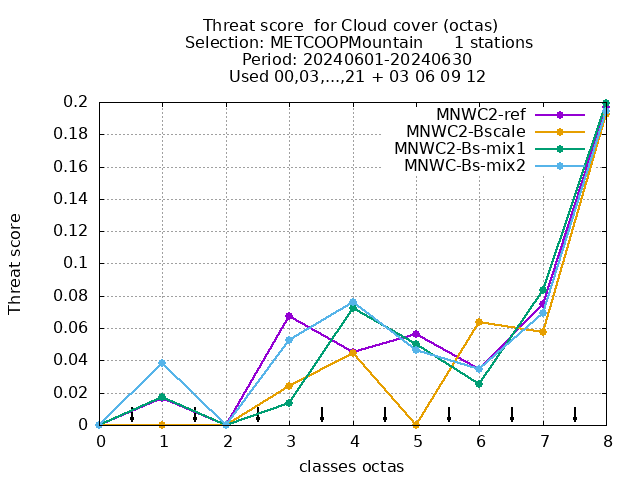 Threat score  for Cloud cover (octas)
Selection: METCOOPMountain      1 stations
Period: 20240601-20240630
Used 00,03,...,21 + 03 06 09 12
MNWC2-ref
MNWC2-Bscale
MNWC2-Bs-mix1
MNWC-Bs-mix2
Threat score
0.2
0.18
0.16
0.14
0.12
0.1
0.08
0.06
0.04
0.02
0
0 1 2 3 4 5 6 7 8
classes octas